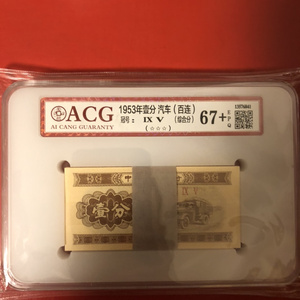 ACG
AI CANG GUARANTY
1953年壹分 汽车（百连）
冠号： IX V （综合分）
（☆☆☆）
67+
E
P
Q
壹分
IX V